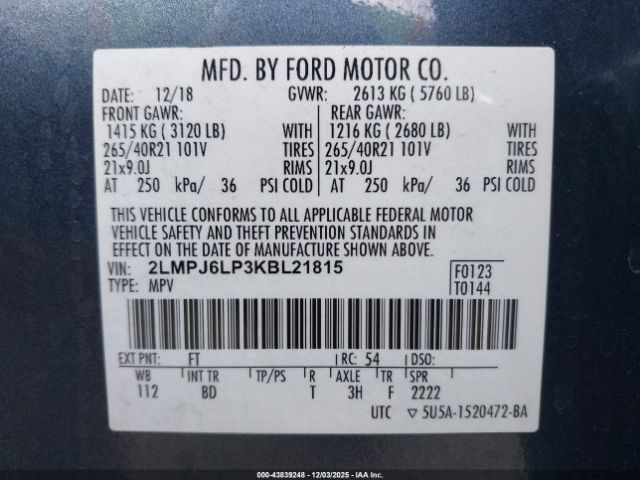 MFD. BY FORD MOTOR CO.
DATE: 12/18 GVWR: 2613 KG ( 5760 LB)
FRONT GAWR: REAR GAWR:
1415 KG ( 3120 LB) WITH 1216 KG ( 2680 LB) WITH
265/40R21 101V TIRES 265/40R21 101V TIRES
21x9.0J RIMS 21x9.0J RIMS
AT 250 kPa/ 36 PSI COLD AT 250 kPa/ 36 PSI COLD
THIS VEHICLE CONFORMS TO ALL APPLICABLE FEDERAL MOTOR
VEHICLE SAFETY AND THEFT PREVENTION STANDARDS IN
EFFECT ON THE DATE OF MANUFACTURE SHOWN ABOVE.
VIN: 2LMPJ6LP3KBL21815 F0123
TYPE: MPV T0144
EXT PNT: FT RC: 54 DSO:
WB INT TR TP/PS R AXLE TR SPR
112 BD T 3H F 2222
UTC ▽ 5U5A-1520472-BA
000-43839248 - 12/03/2025 - IAA Inc.